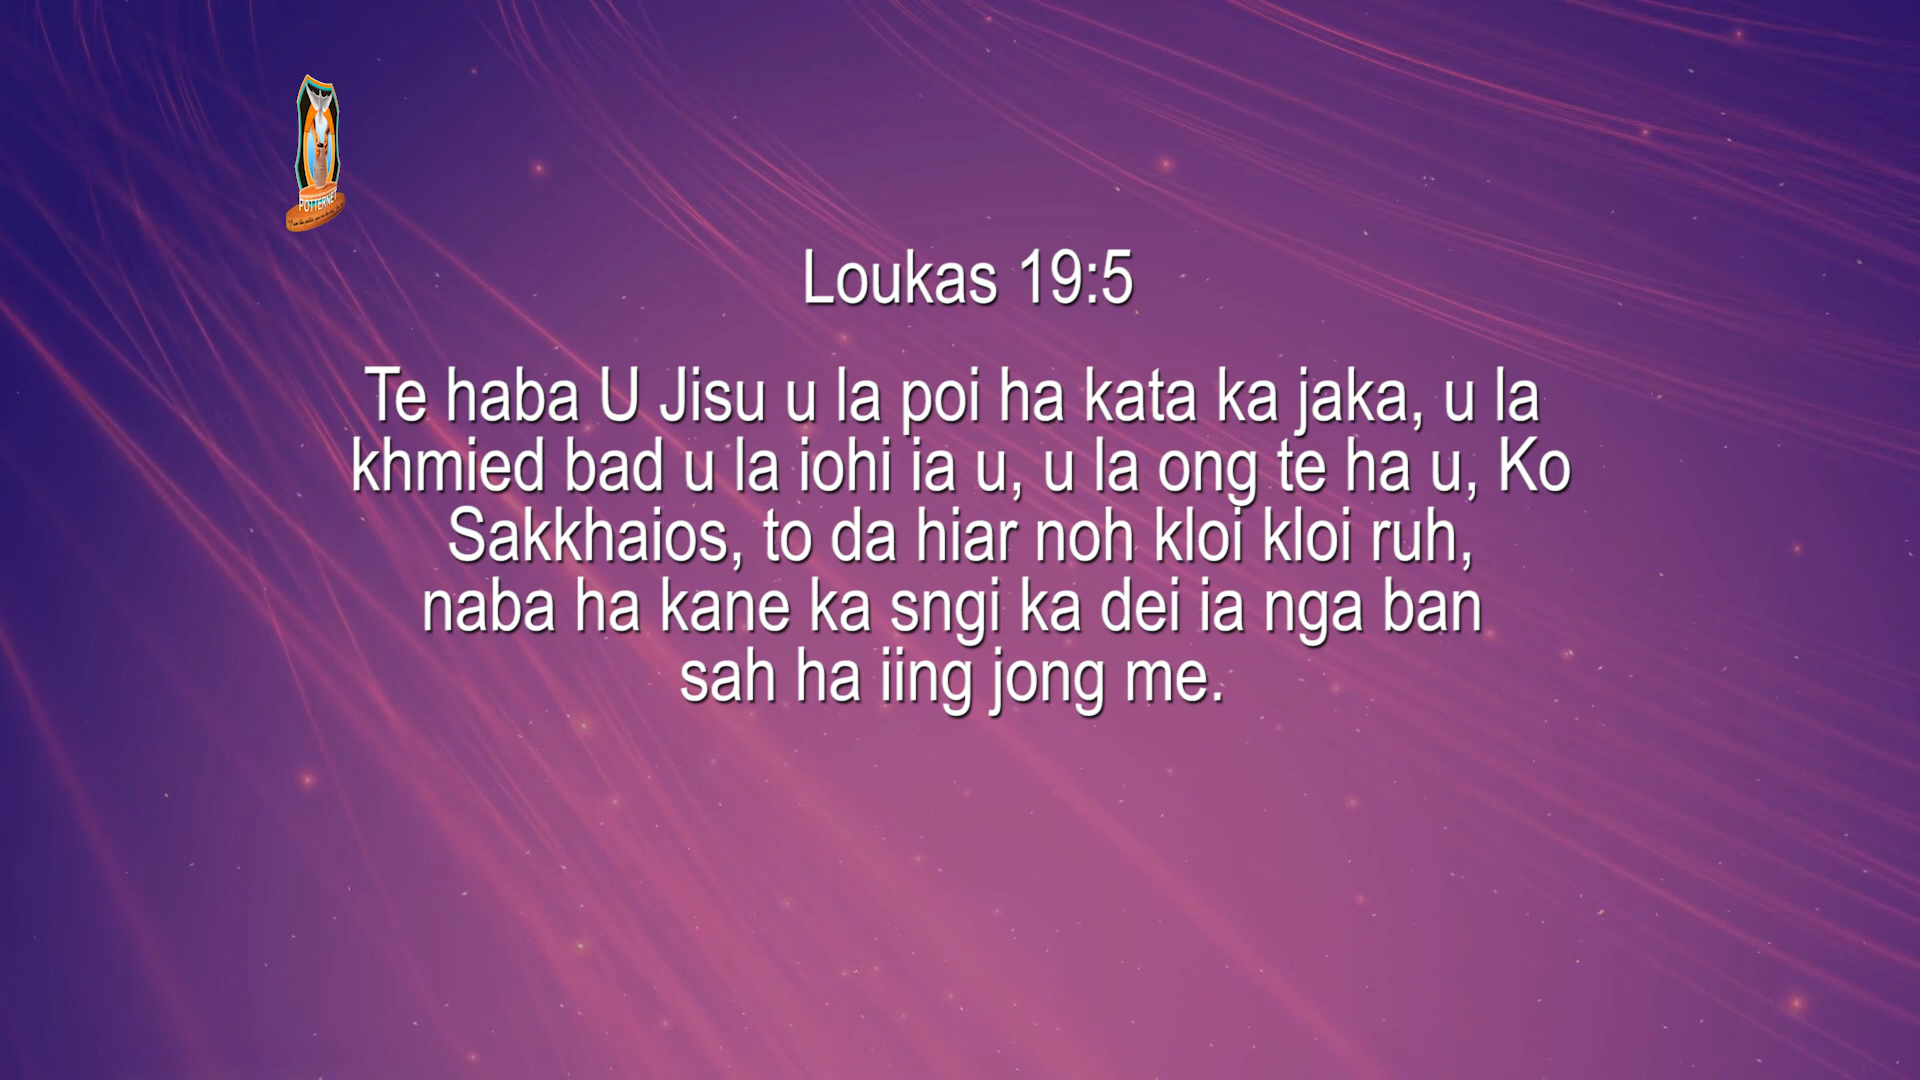 POTTERNET
Loukas 19:5
Te haba U Jisu u la poi ha kata ka jaka, u la
khmied bad u la iohi ia u, u la ong te ha u, Ko
Sakkhaios, to da hiar noh kloi kloi ruh,
naba ha kane ka sngi ka dei ia nga ban
sah ha iing jong me.